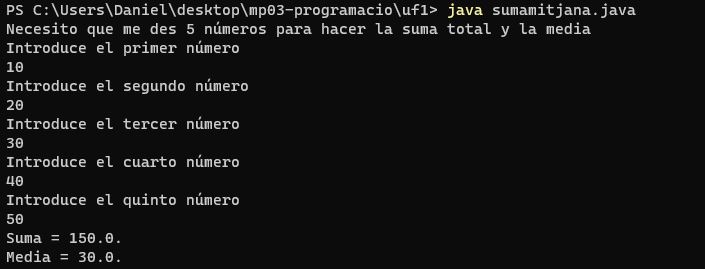 PS C:\Users\Daniel\desktop\mp03-programacio\uf1> java sumamitjana.java
Necesito que me des 5 números para hacer la suma total y la media
Introduce el primer número
10
Introduce el segundo número
20
Introduce el tercer número
30
Introduce el cuarto número
40
Introduce el quinto número
50
Suma = 150.0.
Media = 30.0.